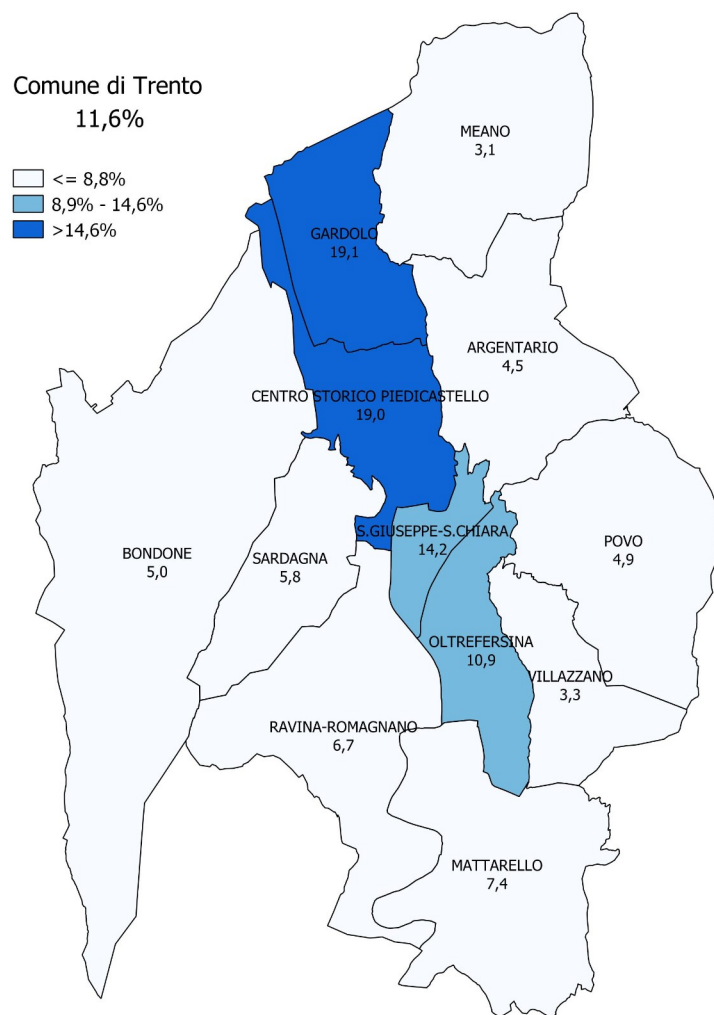 Comune di Trento
11,6%
<= 8,8%
8,9% - 14,6%
>14,6%
MEANO
3,1
GARDOLO
19,1
ARGENTARIO
4,5
CENTRO STORICO PIEDICASTELLO
19,0
S.GIUSEPPE-S.CHIARA
14,2
POVO
4,9
BONDONE
5,0
SARDAGNA
5,8
OLTREFERSINA
10,9
VILLAZZANO
3,3
RAVINA-ROMAGNANO
6,7
MATTARELLO
7,4